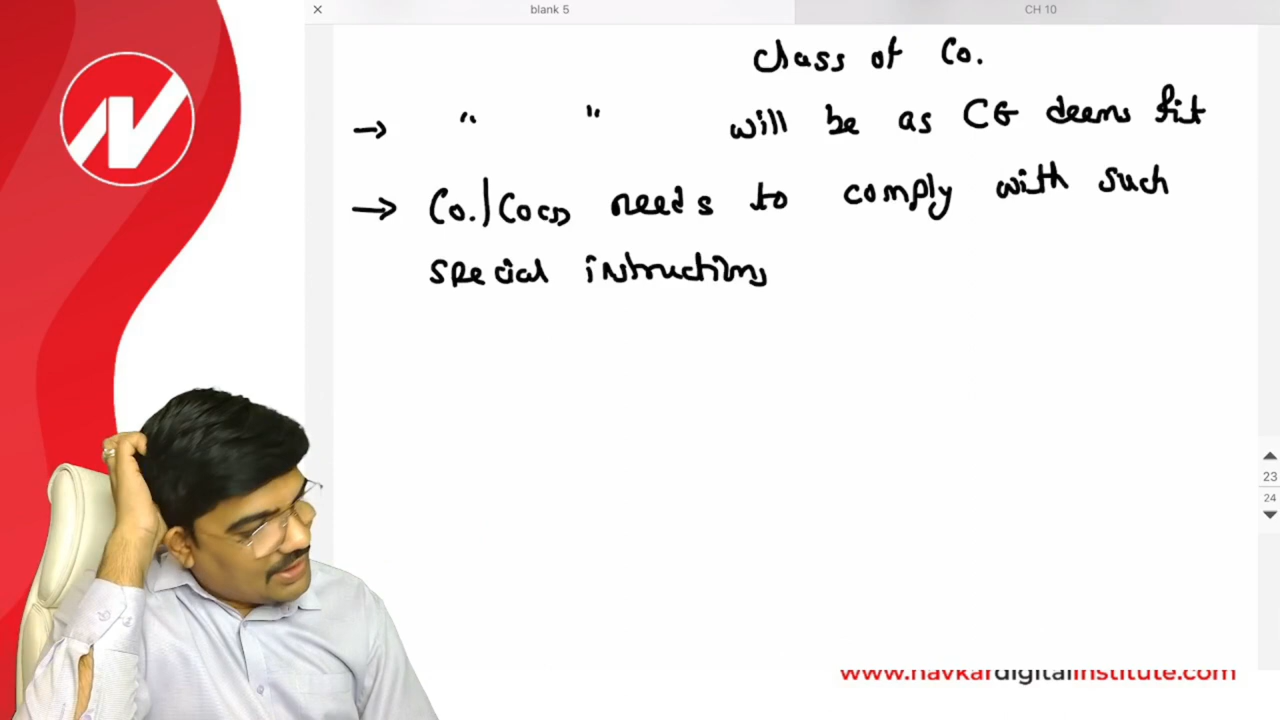 blank 5
CH 10
class of Co.
→ " " will be as CG deems fit
→ Co.|Cocs needs to comply with such
special instructions
23
24
www.navkardigitalinstitute.com